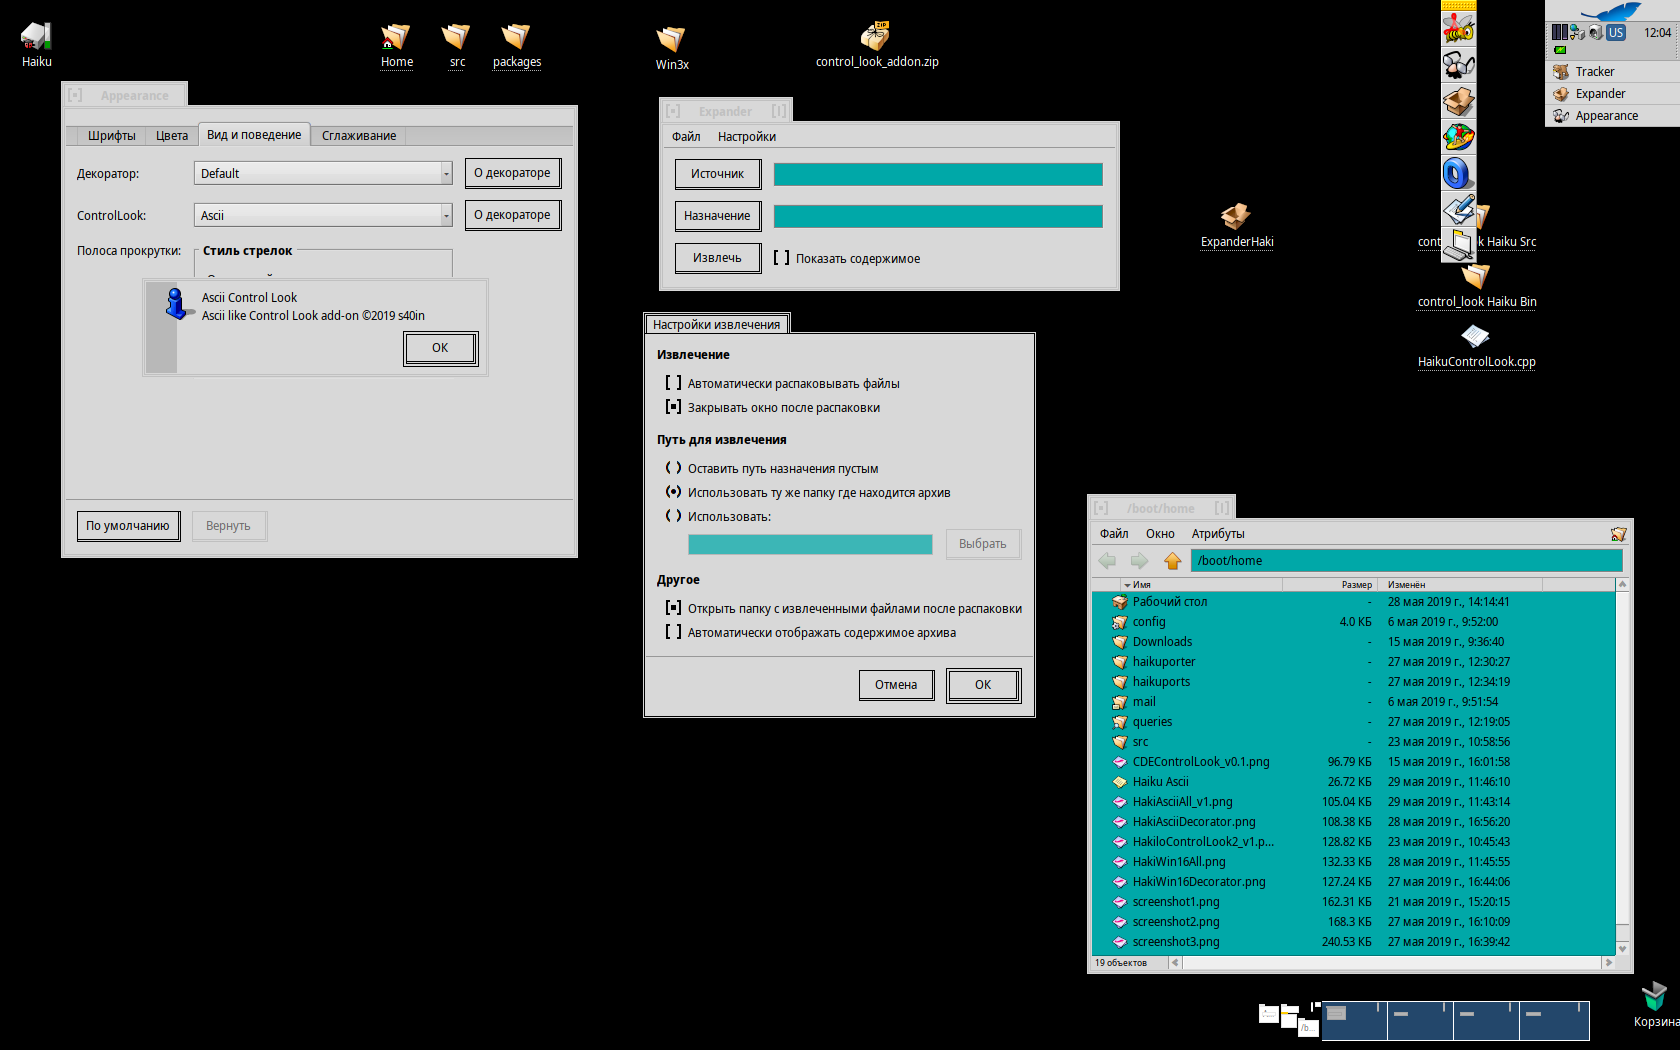 Haiku
Home
src
packages
Win3x
control_look_addon.zip
ZIP
US
12:04
Tracker
Expander
Appearance
Appearance
Шрифты
Цвета
Вид и поведение
Сглаживание
Декоратор:
Default
О декораторе
ControlLook:
Ascii
О декораторе
Полоса прокрутки:
Стиль стрелок
Ascii Control Look
Ascii like Control Look add-on ©2019 s40in
OK
По умолчанию
Вернуть
Expander
Файл
Настройки
Источник
Назначение
Извлечь
[ ] Показать содержимое
Настройки извлечения
Извлечение
[ ] Автоматически распаковывать файлы
[▪] Закрывать окно после распаковки
Путь для извлечения
( ) Оставить путь назначения пустым
(•) Использовать ту же папку где находится архив
( ) Использовать:
Выбрать
Другое
[▪] Открыть папку с извлеченными файлами после распаковки
[ ] Автоматически отображать содержимое архива
Отмена
OK
ExpanderHaki
control_look Haiku Src
control_look Haiku Bin
HaikuControlLook.cpp
/boot/home
Файл
Окно
Атрибуты
/boot/home
Имя Размер Изменён
Рабочий стол - 28 мая 2019 г., 14:14:41
config 4.0 КБ 6 мая 2019 г., 9:52:00
Downloads - 15 мая 2019 г., 9:36:40
haikuporter - 27 мая 2019 г., 12:30:27
haikuports - 27 мая 2019 г., 12:34:19
mail - 6 мая 2019 г., 9:51:54
queries - 27 мая 2019 г., 12:19:05
src - 23 мая 2019 г., 10:58:56
CDEControlLook_v0.1.png 96.79 КБ 15 мая 2019 г., 16:01:58
Haiku Ascii 26.72 КБ 29 мая 2019 г., 11:46:10
HakiAsciiAll_v1.png 105.04 КБ 29 мая 2019 г., 11:43:14
HakiAsciiDecorator.png 108.38 КБ 28 мая 2019 г., 16:56:20
HakiloControlLook2_v1.p... 128.82 КБ 23 мая 2019 г., 10:45:43
HakiWin16All.png 132.33 КБ 28 мая 2019 г., 11:45:55
HakiWin16Decorator.png 127.24 КБ 27 мая 2019 г., 16:44:06
screenshot1.png 162.31 КБ 21 мая 2019 г., 15:20:15
screenshot2.png 168.3 КБ 27 мая 2019 г., 16:10:09
screenshot3.png 240.53 КБ 27 мая 2019 г., 16:39:42
19 объектов
/b...
Корзина